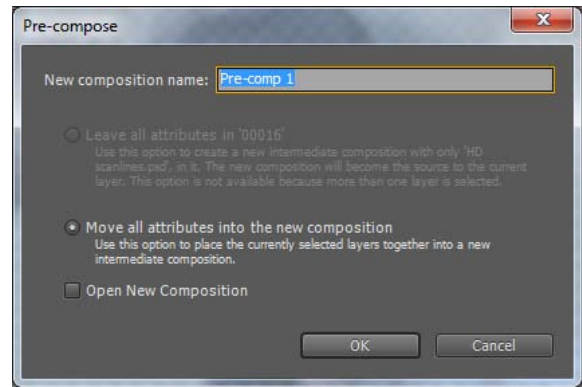 Pre-compose
New composition name: Pre-comp 1
Leave all attributes in '00016'
Use this option to create a new intermediate composition with only 'HD
scanlines.psd', in it. The new composition will become the source to the current
layer. This option is not available because more than one layer is selected.
Move all attributes into the new composition
Use this option to place the currently selected layers together into a new
intermediate composition.
Open New Composition
OK Cancel